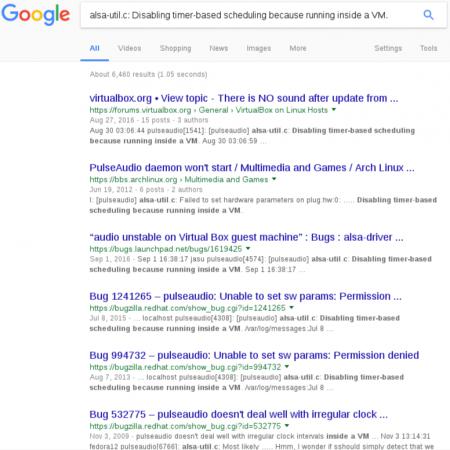 Google
alsa-util.c: Disabling timer-based scheduling because running inside a VM.
All Videos Shopping News Images More Settings Tools
About 6,460 results (1.05 seconds)
virtualbox.org • View topic - There is NO sound after update from ...
https://forums.virtualbox.org › General › VirtualBox on Linux Hosts
Aug 27, 2016 - 15 posts - 3 authors
Aug 30 03:06:44 pulseaudio[1541]: [pulseaudio] alsa-util.c: Disabling timer-based scheduling
because running inside a VM. Aug 30 03:06:59 ...
PulseAudio daemon won't start / Multimedia and Games / Arch Linux ...
https://bbs.archlinux.org › Multimedia and Games
Jun 19, 2012 - 6 posts - 2 authors
I: [pulseaudio] alsa-util.c: Failed to set hardware parameters on plug:hw:0: ..... Disabling timer-based
scheduling because running inside a VM.
“audio unstable on Virtual Box guest machine” : Bugs : alsa-driver ...
https://bugs.launchpad.net/bugs/1619425
Sep 1, 2016 - Sep 1 16:38:17 jasu pulseaudio[4574]: [pulseaudio] alsa-util.c: Disabling timer-based
scheduling because running inside a VM. Sep 1 16:38:17 ...
Bug 1241265 – pulseaudio: Unable to set sw params: Permission ...
https://bugzilla.redhat.com/show_bug.cgi?id=1241265
Jul 8, 2015 - ... localhost pulseaudio[4308]: [pulseaudio] alsa-util.c: Disabling timer-based
scheduling because running inside a VM. /var/log/messages:Jul 8 ...
Bug 994732 – pulseaudio: Unable to set sw params: Permission denied
https://bugzilla.redhat.com/show_bug.cgi?id=994732
Aug 7, 2013 - ... localhost pulseaudio[4308]: [pulseaudio] alsa-util.c: Disabling timer-based
scheduling because running inside a VM. /var/log/messages:Jul 8 ...
Bug 532775 – pulseaudio doesn't deal well with irregular clock ...
https://bugzilla.redhat.com/show_bug.cgi?id=532775
Nov 3, 2009 - pulseaudio doesn't deal well with irregular clock intervals inside a VM ... Nov 3 13:14:31
fedora12 pulseaudio[6766]: alsa-util.c: Most likely ..... Hmm, I wonder if sshould simply detect that we